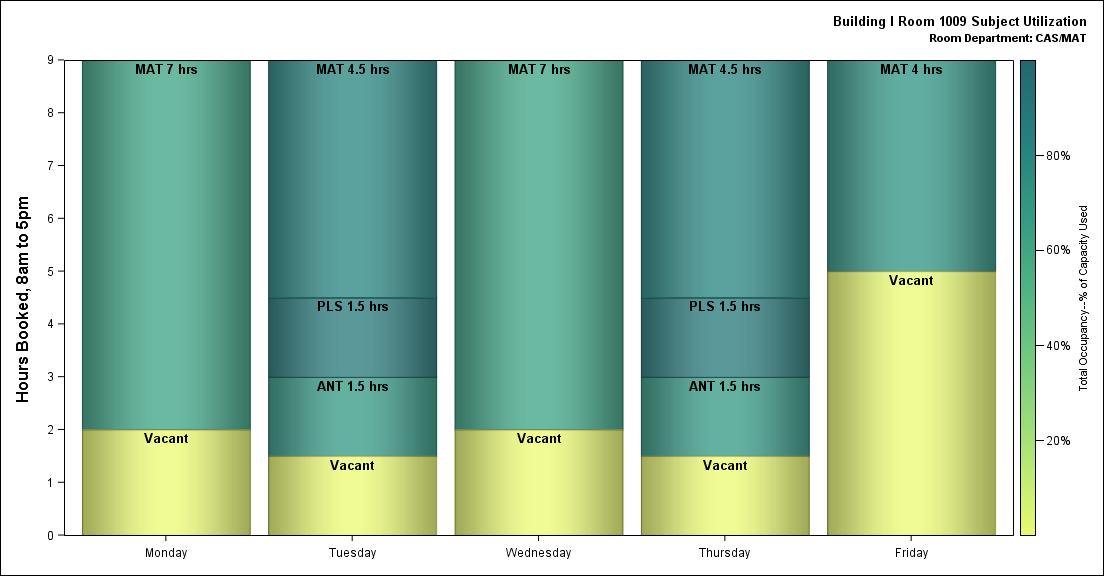 Building I Room 1009 Subject Utilization
Room Department: CAS/MAT
Hours Booked, 8am to 5pm
9
8
7
6
5
4
3
2
1
0
MAT 7 hrs
Vacant
MAT 4.5 hrs
PLS 1.5 hrs
ANT 1.5 hrs
Vacant
MAT 7 hrs
Vacant
MAT 4.5 hrs
PLS 1.5 hrs
ANT 1.5 hrs
Vacant
MAT 4 hrs
Vacant
Monday
Tuesday
Wednesday
Thursday
Friday
80%
60%
40%
20%
Total Occupancy--% of Capacity Used